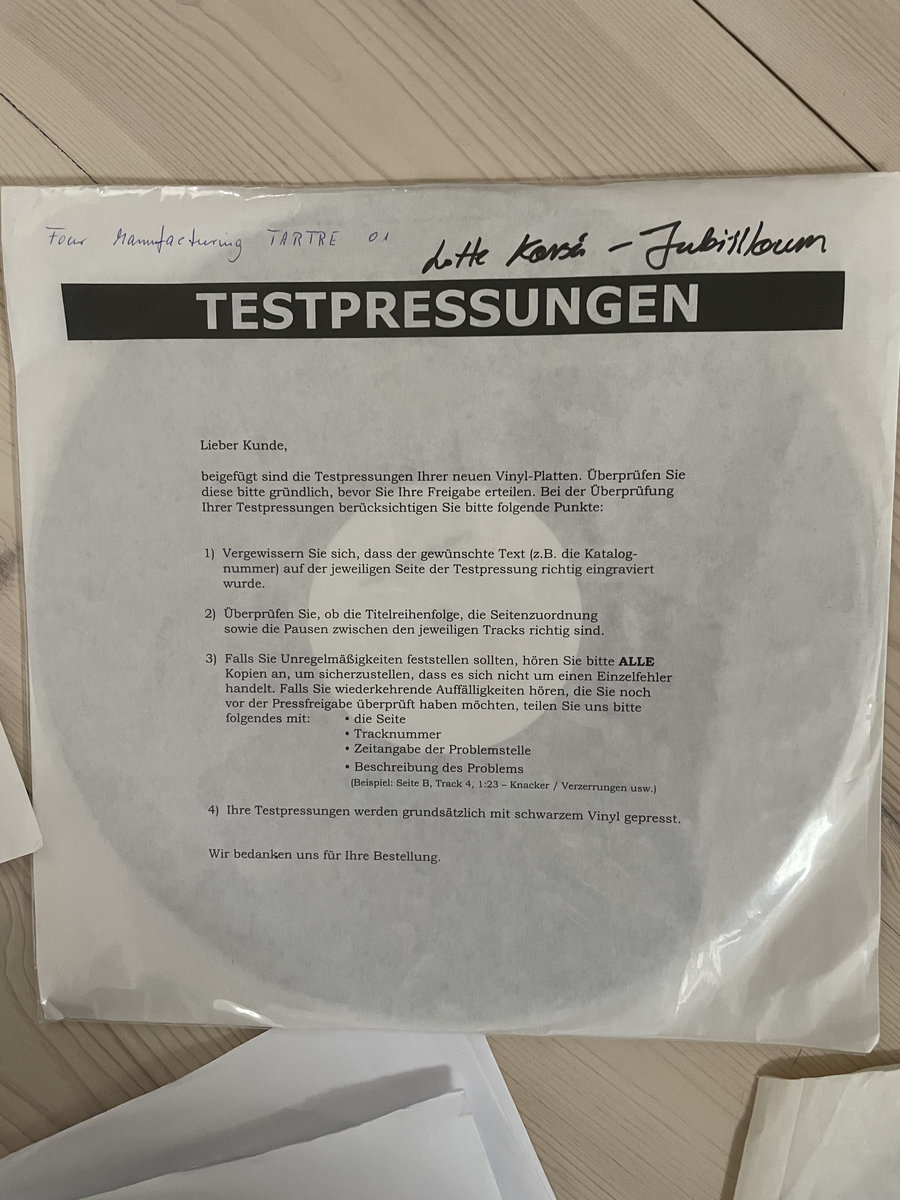 Four Manufacturing TARTRE 01
Lotte
TESTPRESSUNGEN
Lieber Kunde,
beigefügt sind die Testpressungen Ihrer neuen Vinyl-Platten. Überprüfen Sie
diese bitte gründlich, bevor Sie Ihre Freigabe erteilen. Bei der Überprüfung
Ihrer Testpressungen berücksichtigen Sie bitte folgende Punkte:
1) Vergewissern Sie sich, dass der gewünschte Text (z.B. die Katalog-
nummer) auf der jeweiligen Seite der Testpressung richtig eingraviert
wurde.
2) Überprüfen Sie, ob die Titelreihenfolge, die Seitenzuordnung
sowie die Pausen zwischen den jeweiligen Tracks richtig sind.
3) Falls Sie Unregelmäßigkeiten feststellen sollten, hören Sie bitte ALLE
Kopien an, um sicherzustellen, dass es sich nicht um einen Einzelfehler
handelt. Falls Sie wiederkehrende Auffälligkeiten hören, die Sie noch
vor der Pressfreigabe überprüft haben möchten, teilen Sie uns bitte
folgendes mit: • die Seite
• Tracknummer
• Zeitangabe der Problemstelle
• Beschreibung des Problems
(Beispiel: Seite B, Track 4, 1:23 – Knacker / Verzerrungen usw.)
4) Ihre Testpressungen werden grundsätzlich mit schwarzem Vinyl gepresst.
Wir bedanken uns für Ihre Bestellung.